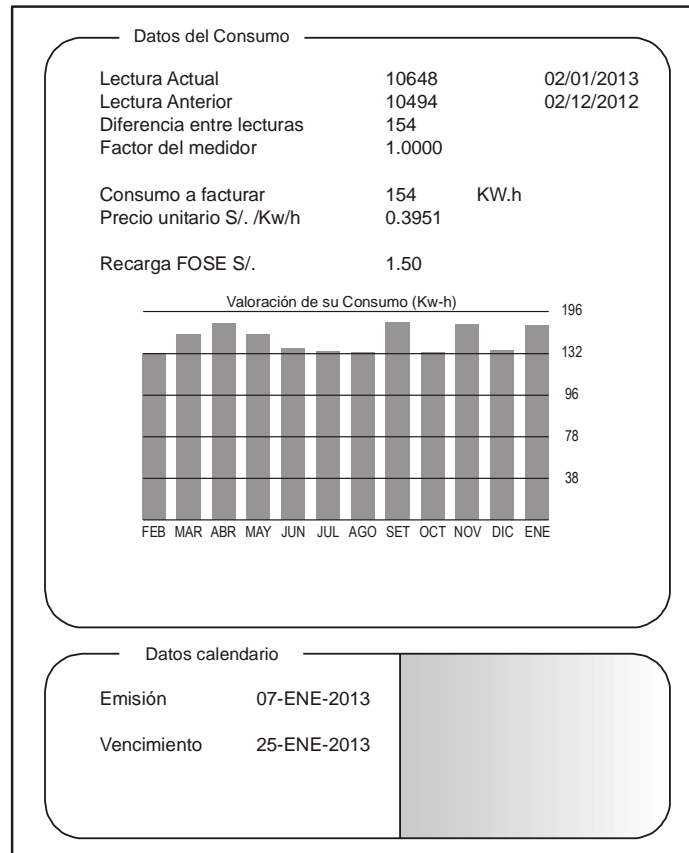 Datos del Consumo
Lectura Actual 10648 02/01/2013
Lectura Anterior 10494 02/12/2012
Diferencia entre lecturas 154
Factor del medidor 1.0000
Consumo a facturar 154 KW.h
Precio unitario S/. /Kw/h 0.3951
Recarga FOSE S/. 1.50
Valoración de su Consumo (Kw-h)
196
132
96
78
38
FEB MAR ABR MAY JUN JUL AGO SET OCT NOV DIC ENE
Datos calendario
Emisión 07-ENE-2013
Vencimiento 25-ENE-2013